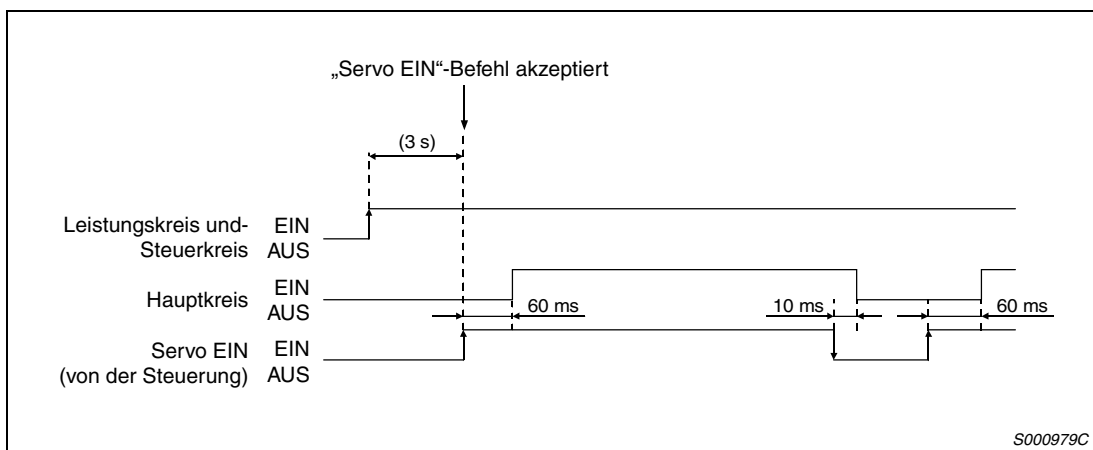 „Servo EIN“-Befehl akzeptiert
(3 s)
Leistungskreis und-
Steuerkreis
EIN
AUS
Hauptkreis
EIN
AUS
60 ms
10 ms
60 ms
Servo EIN
(von der Steuerung)
EIN
AUS
S000979C